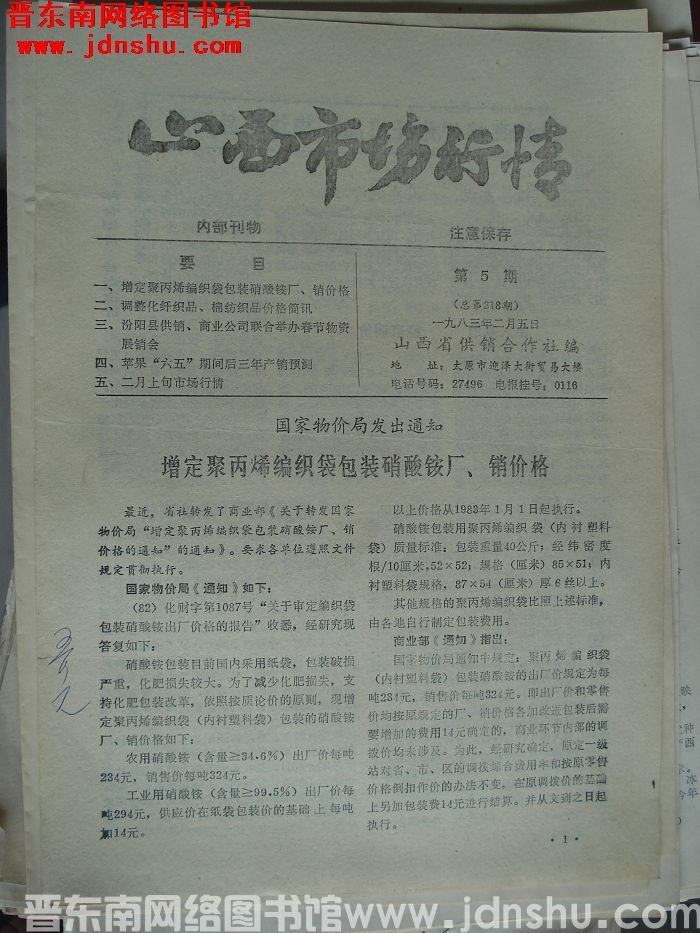 晋东南网络图书馆
www.jdnshu.com
山西市场行情
内部刊物
注意保存
要目
一、增定聚丙烯编织袋包装硝酸铵厂、销价格
二、调整化纤织品、棉纺织品价格简讯
三、汾阳县供销、商业公司联合举办春节物资
展销会
四、苹果“六五”期间后三年产销预测
五、二月上旬市场行情
第5期
(总第218期)
一九八三年二月五日
山西省供销合作社编
地址：太原市迎泽大街贸易大楼
电话号码：27496 电报挂号：0116
国家物价局发出通知
增定聚丙烯编织袋包装硝酸铵厂、销价格
最近，省社转发了商业部《关于转发国家
物价局“增定聚丙烯编织袋包装硝酸铵厂、销
价格的通知”的通知》。要求各单位遵照文件
规定贯彻执行。
国家物价局《通知》如下：
(82)化财字第1087号“关于审定编织袋
包装硝酸铵出厂价格的报告”收悉，经研究现
答复如下：
硝酸铵包装目前国内采用纸袋，包装破损
严重，化肥损失较大。为了减少化肥损失，支
持化肥包装改革，依照按质论价的原则，现增
定聚丙烯编织袋（内衬塑料袋）包装的硝酸铵
厂、销价格如下：
农用硝酸铵（含量≥34.6%）出厂价每吨
234元，销售价每吨324元。
工业用硝酸铵（含量≥99.5%）出厂价每
吨294元，供应价在纸袋包装价的基础上每吨
加14元。
以上价格从1983年1月1日起执行。
硝酸铵包装用聚丙烯编织袋（内衬塑料
袋）质量标准：包装重量40公斤；经纬密度
根/10厘米，52×52；规格（厘米）85×51；内
衬塑料袋规格，87×54（厘米）厚6丝以上。
其他规格的聚丙烯编织袋比照上述标准，
由各地自行制定包装费用。
商业部《通知》指出：
国家物价局通知中规定：聚丙烯编织袋
（内衬塑料袋）包装硝酸铵的出厂价规定为每
吨234元，销售价每吨324元。即出厂价和零售
价均按原规定的厂、销价格各加改进包装后需
要增加的费用14元确定的，商业环节内部的调
拨价均未涉及。为此，经研究确定，原定一级
站对省、市、区的调拨综合费用率和按原零售
价格倒扣作价的办法不变，在原调拨价的基础
上另加包装费14元进行结算。并从文到之日起
执行。
·1·
晋东南网络图书馆www.jdnshu.com